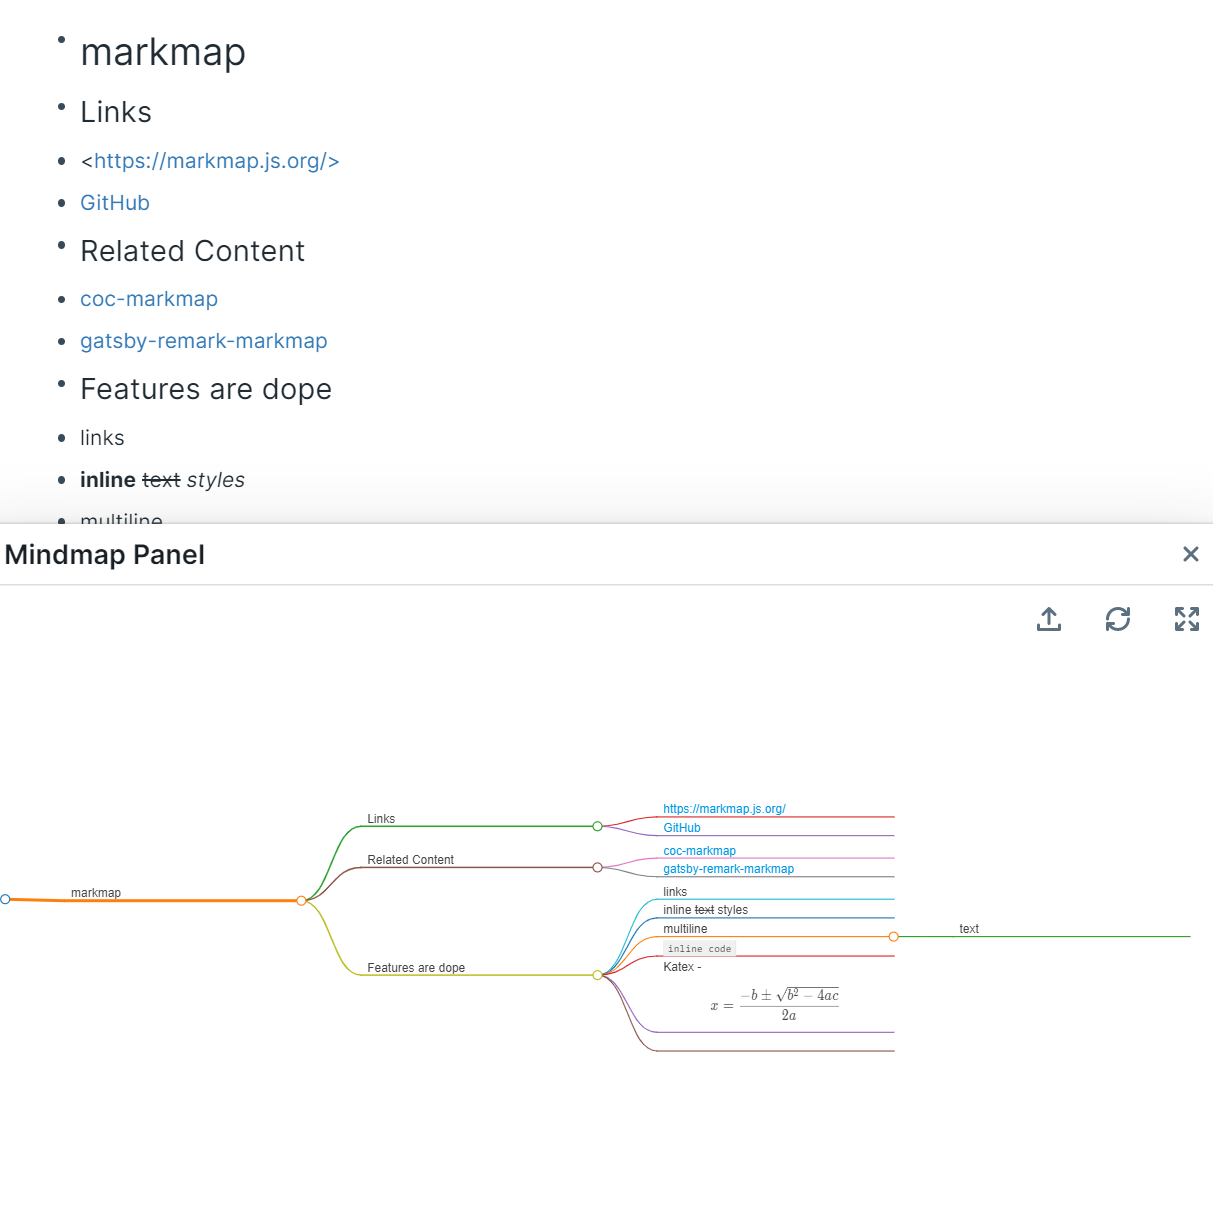 markmap
Links
<https://markmap.js.org/>
GitHub
Related Content
coc-markmap
gatsby-remark-markmap
Features are dope
links
inline text styles
multiline
Mindmap Panel
markmap
Links
https://markmap.js.org/
GitHub
Related Content
coc-markmap
gatsby-remark-markmap
Features are dope
links
inline text styles
multiline
text
inline code
Katex -
x = \frac{-b ± \sqrt{b^2 - 4ac}}{2a}